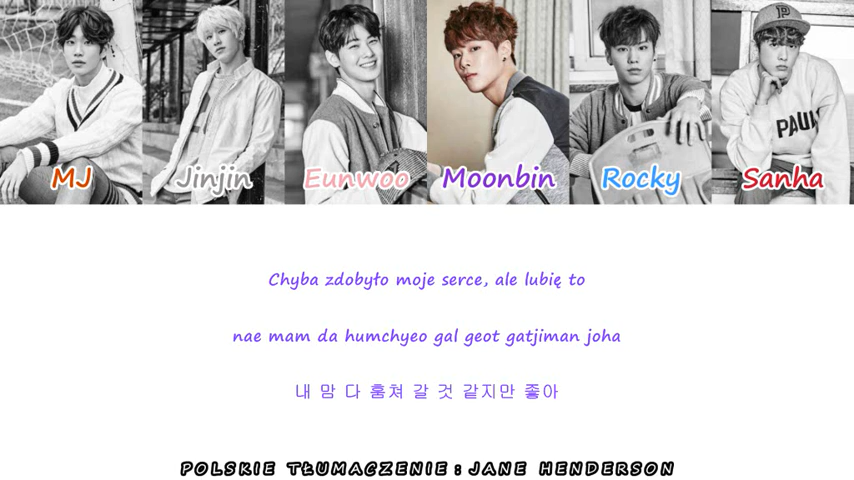 MJ Jinjin Eunwoo Moonbin Rocky Sanha
P
PAUA
Chyba zdobyło moje serce, ale lubię to
nae mam da humchyeo gal geot gatjiman joha
내 맘 다 훔쳐 갈 것 같지만 좋아
POLSKIE TŁUMACZENIE : JANE HENDERSON